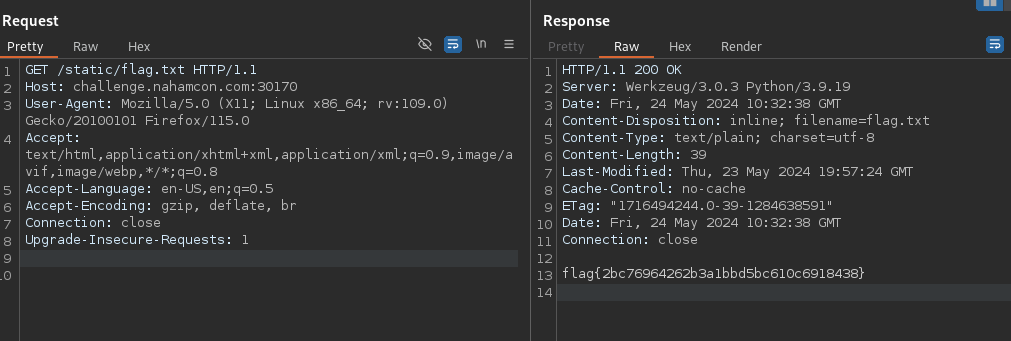 Request
Pretty Raw Hex
\n
1 GET /static/flag.txt HTTP/1.1
2 Host: challenge.nahamcon.com:30170
3 User-Agent: Mozilla/5.0 (X11; Linux x86_64; rv:109.0)
Gecko/20100101 Firefox/115.0
4 Accept:
text/html,application/xhtml+xml,application/xml;q=0.9,image/a
vif,image/webp,*/*;q=0.8
5 Accept-Language: en-US,en;q=0.5
6 Accept-Encoding: gzip, deflate, br
7 Connection: close
8 Upgrade-Insecure-Requests: 1
9
10
Response
Pretty Raw Hex Render
1 HTTP/1.1 200 OK
2 Server: Werkzeug/3.0.3 Python/3.9.19
3 Date: Fri, 24 May 2024 10:32:38 GMT
4 Content-Disposition: inline; filename=flag.txt
5 Content-Type: text/plain; charset=utf-8
6 Content-Length: 39
7 Last-Modified: Thu, 23 May 2024 19:57:24 GMT
8 Cache-Control: no-cache
9 ETag: "1716494244.0-39-1284638591"
10 Date: Fri, 24 May 2024 10:32:38 GMT
11 Connection: close
12
13 flag{2bc76964262b3a1bbd5bc610c6918438}
14